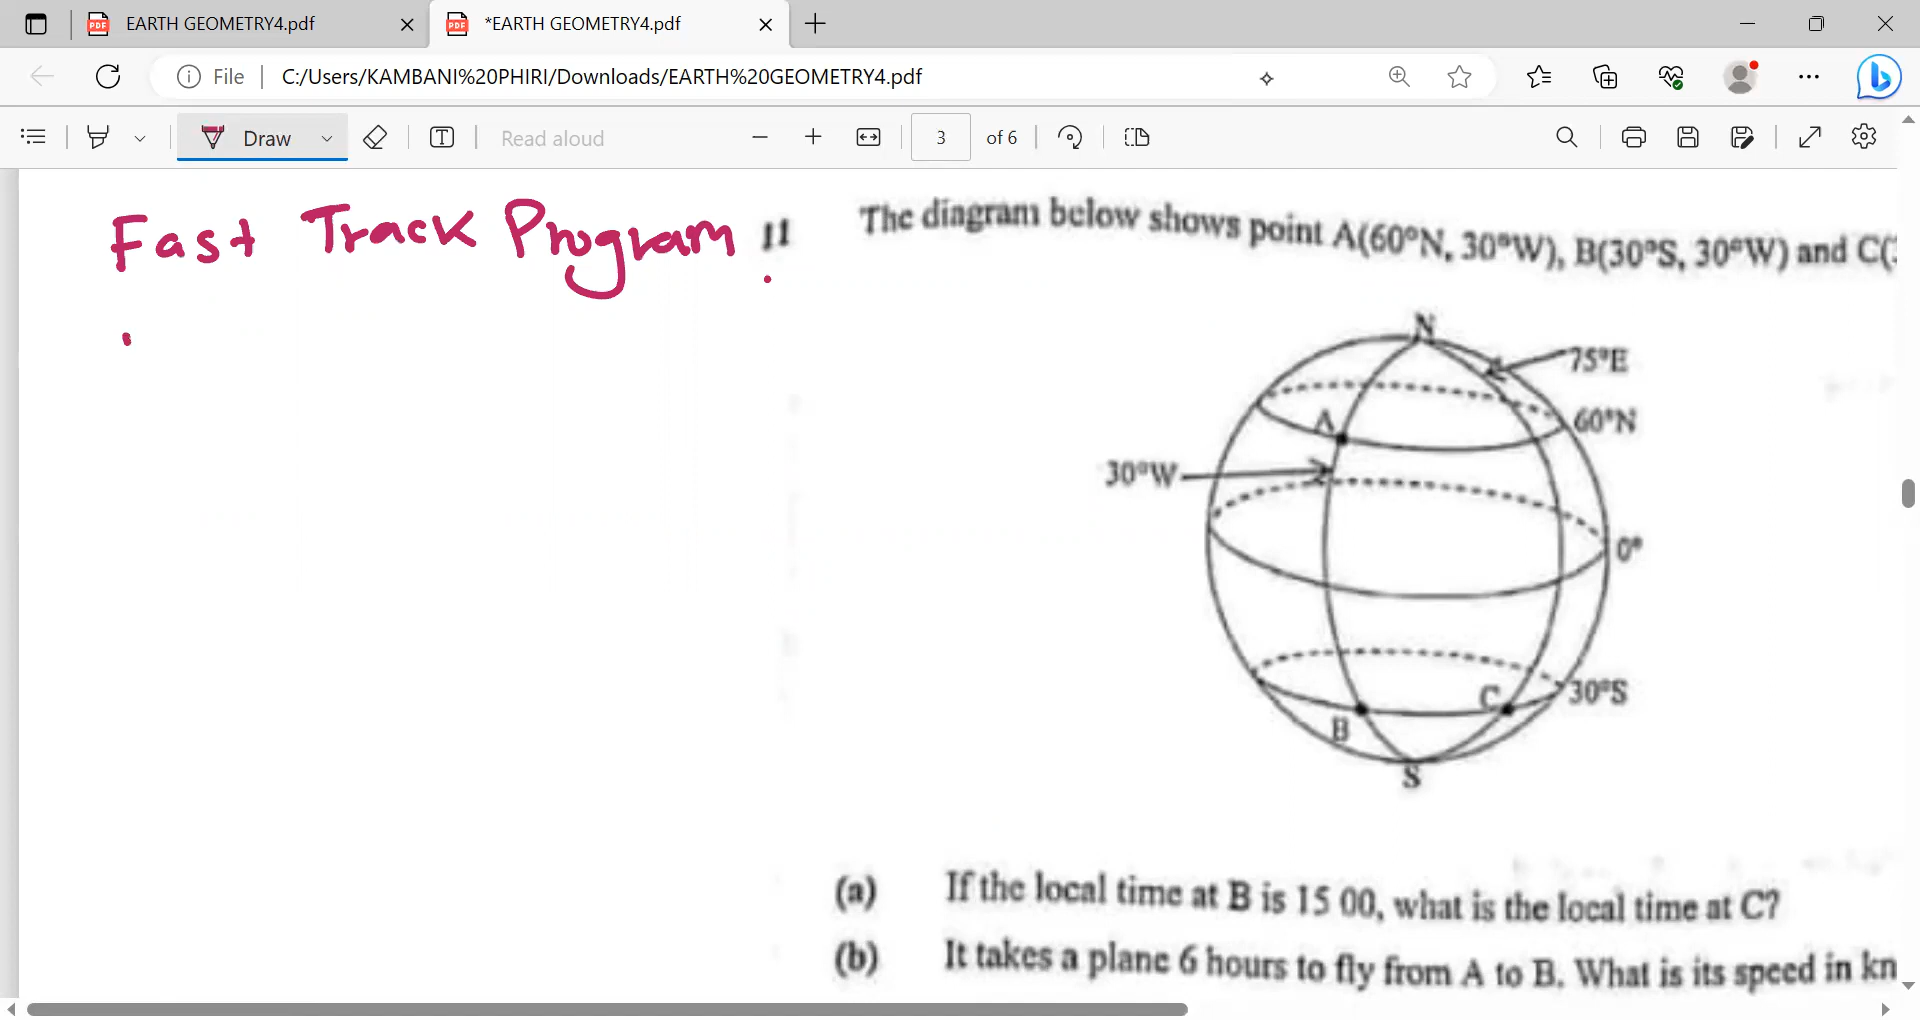 EARTH GEOMETRY4.pdf
*EARTH GEOMETRY4.pdf
File
C:/Users/KAMBANI%20PHIRI/Downloads/EARTH%20GEOMETRY4.pdf
Draw
Read aloud
3
of 6
Fast Track Program
11
The diagram below shows point A(60°N, 30°W), B(30°S, 30°W) and C(
N
75°E
60°N
A
30°W
0°
30°S
C
B
S
(a) If the local time at B is 15 00, what is the local time at C?
(b) It takes a plane 6 hours to fly from A to B. What is its speed in kn